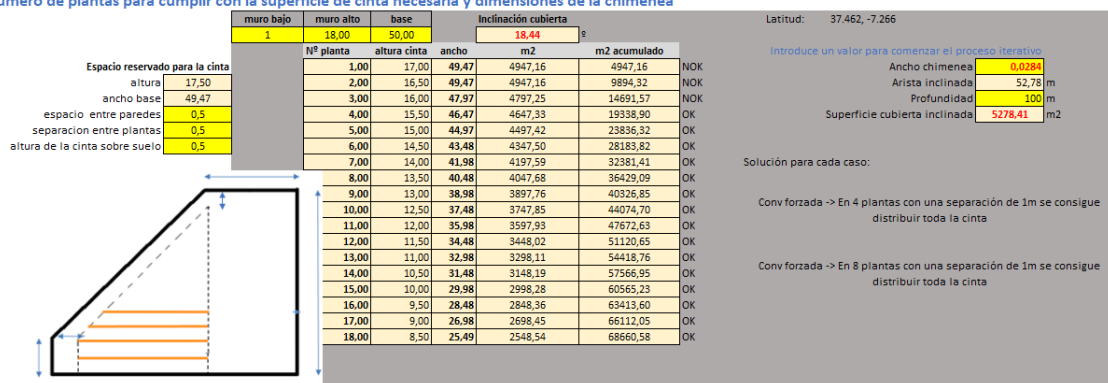 úmero de plantas para cumplir con la superficie de cinta necesaria y dimensiones de la chimenea
muro bajo muro alto base Inclinación cubierta Latitud: 37.462, -7.266
1 18,00 50,00 18,44 º
Nº planta altura cinta ancho m2 m2 acumulado Introduce un valor para comenzar el proceso iterativo
Espacio reservado para la cinta 1,00 17,00 49,47 4947,16 4947,16 NOK Ancho chimenea 0,0284
altura 17,50 2,00 16,50 49,47 4947,16 9894,32 NOK Arista inclinada 52,78 m
ancho base 49,47 3,00 16,00 47,97 4797,25 14691,57 NOK Profundidad 100 m
espacio entre paredes 0,5 4,00 15,50 46,47 4647,33 19338,90 OK Superficie cubierta inclinada 5278,41 m2
separacion entre plantas 0,5 5,00 15,00 44,97 4497,42 23836,32 OK
altura de la cinta sobre suelo 0,5 6,00 14,50 43,48 4347,50 28183,82 OK
7,00 14,00 41,98 4197,59 32381,41 OK Solución para cada caso:
8,00 13,50 40,48 4047,68 36429,09 OK
9,00 13,00 38,98 3897,76 40326,85 OK
10,00 12,50 37,48 3747,85 44074,70 OK
11,00 12,00 35,98 3597,93 47672,63 OK
12,00 11,50 34,48 3448,02 51120,65 OK
13,00 11,00 32,98 3298,11 54418,76 OK
14,00 10,50 31,48 3148,19 57566,95 OK
15,00 10,00 29,98 2998,28 60565,23 OK
16,00 9,50 28,48 2848,36 63413,60 OK
17,00 9,00 26,98 2698,45 66112,05 OK
18,00 8,50 25,49 2548,54 68660,58 OK
Conv forzada -> En 4 plantas con una separación de 1m se consigue
distribuir toda la cinta
Conv forzada -> En 8 plantas con una separación de 1m se consigue
distribuir toda la cinta